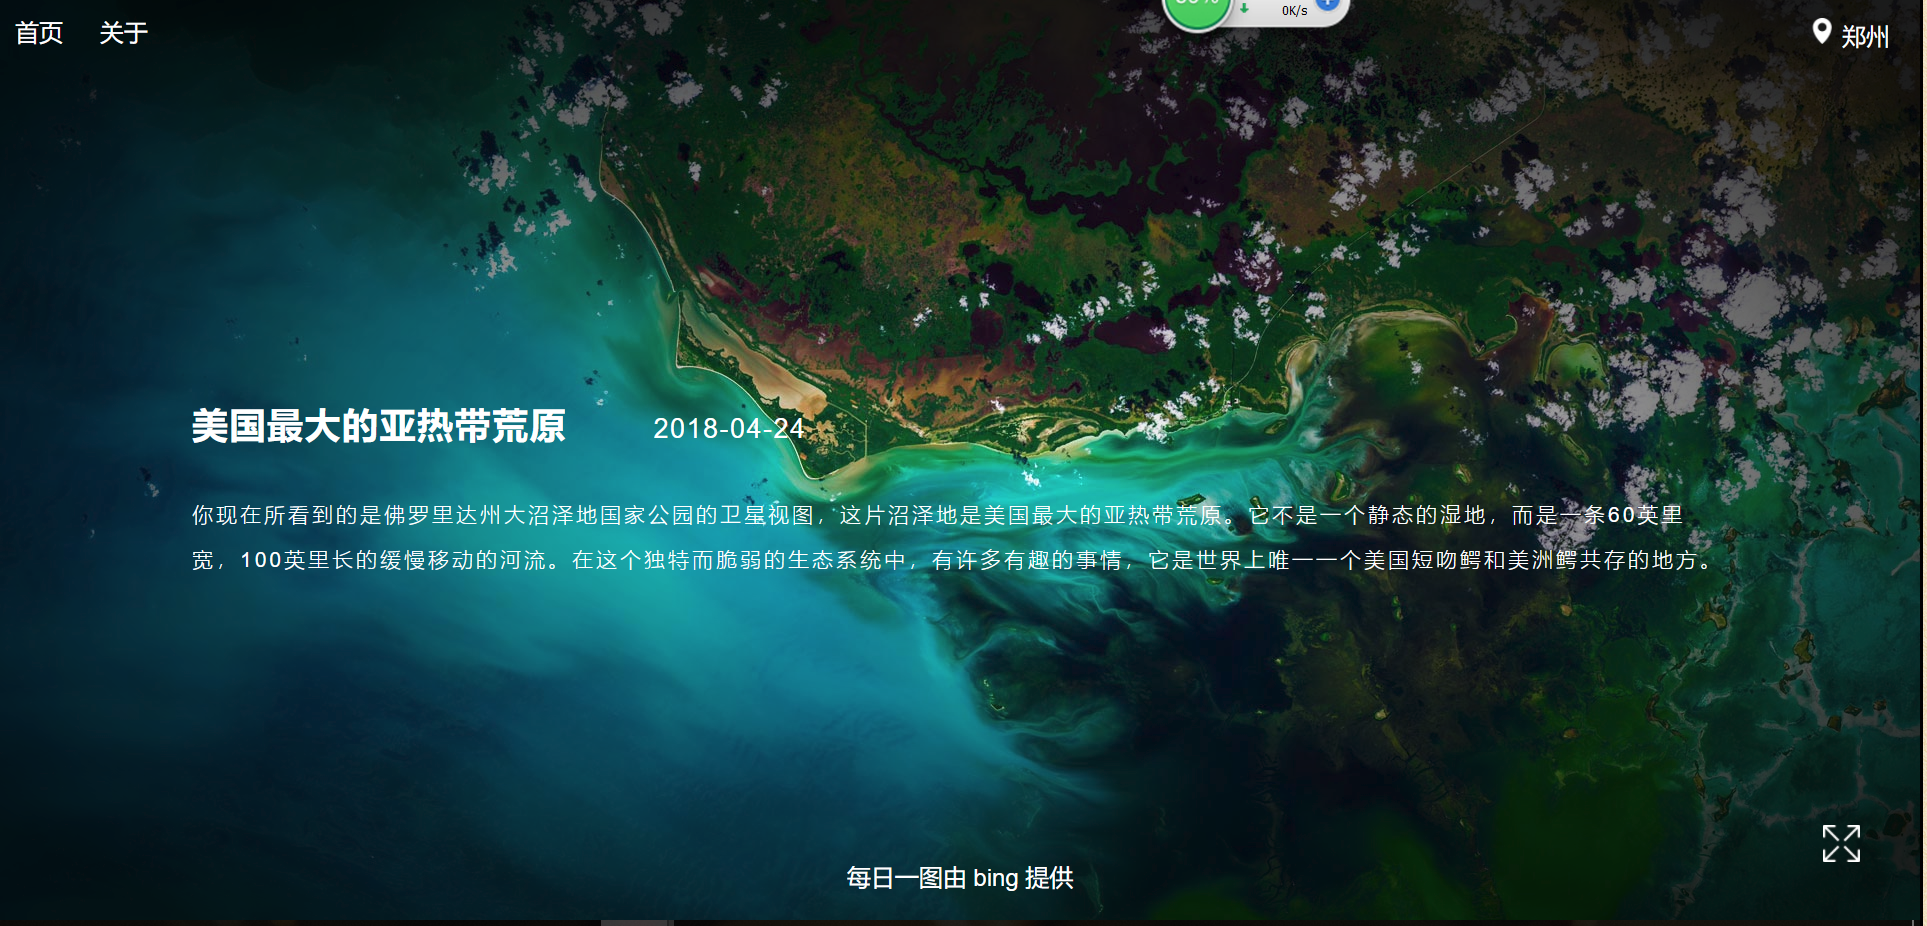 首页 关于
0K/s
郑州
美国最大的亚热带荒原 2018-04-24
你现在所看到的是佛罗里达州大沼泽地国家公园的卫星视图，这片沼泽地是美国最大的亚热带荒原。它不是一个静态的湿地，而是一条60英里
宽，100英里长的缓慢移动的河流。在这个独特而脆弱的生态系统中，有许多有趣的事情，它是世界上唯一一个美国短吻鳄和美洲鳄共存的地方。
每日一图由 bing 提供